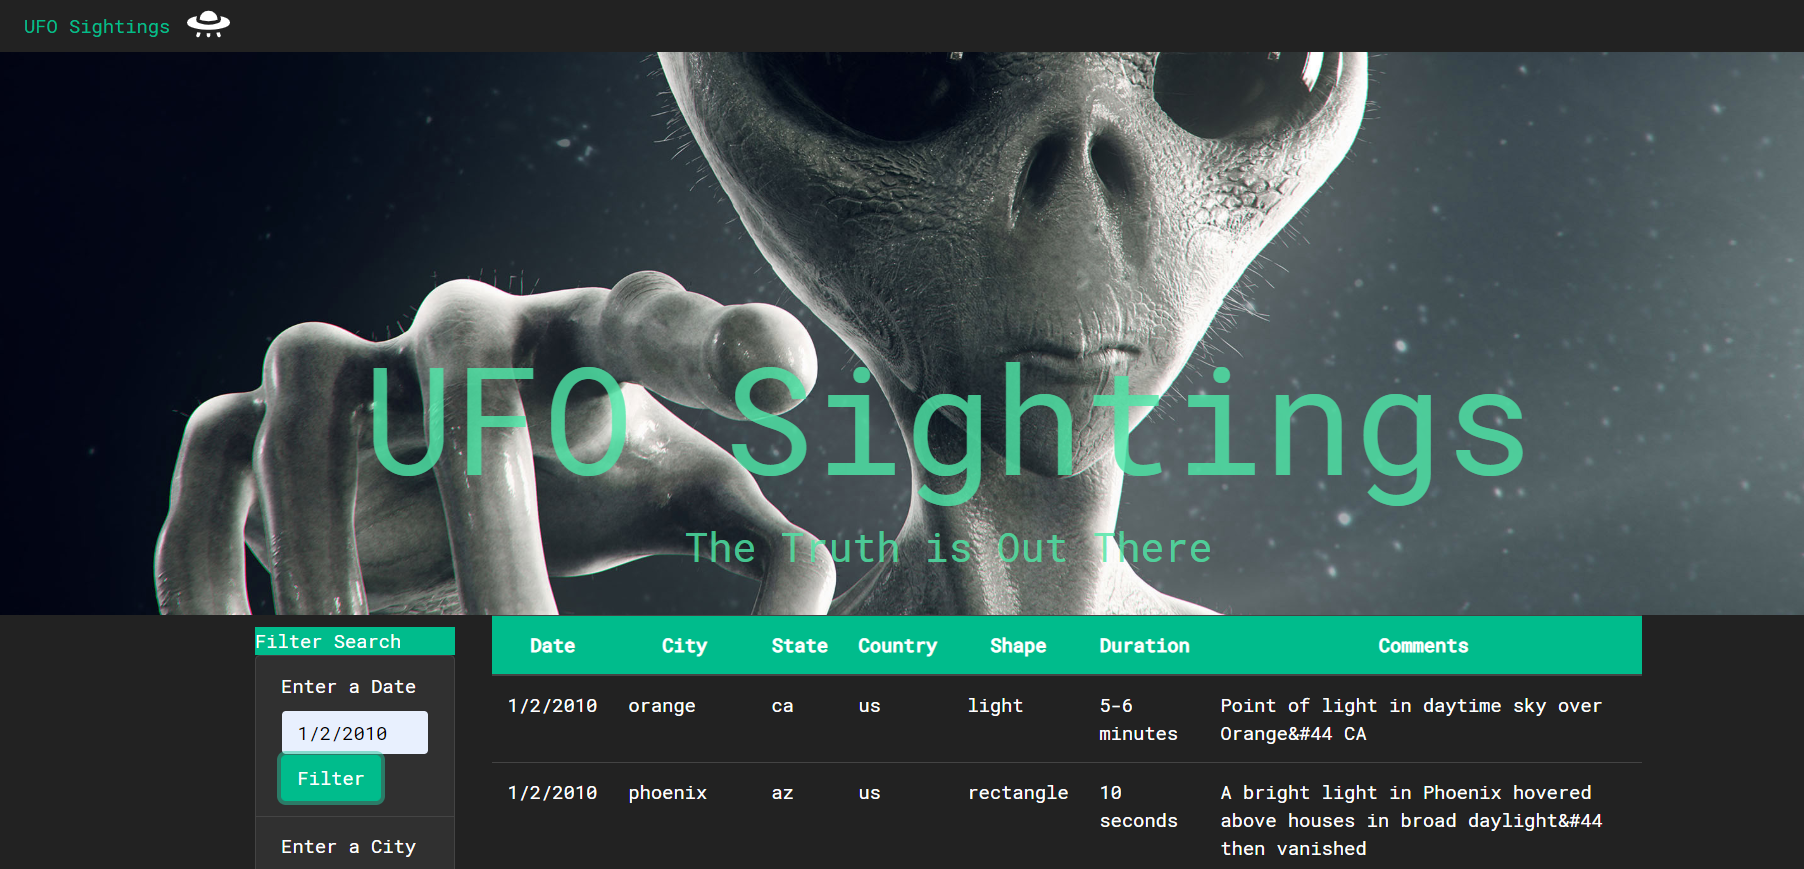 UFO Sightings
UFO Sightings
The Truth is Out There
Filter Search
Enter a Date
1/2/2010
Filter
Enter a City
Date City State Country Shape Duration Comments
1/2/2010 orange ca us light 5-6 minutes Point of light in daytime sky over
Orange&#44 CA
1/2/2010 phoenix az us rectangle 10 seconds A bright light in Phoenix hovered
above houses in broad daylight&#44
then vanished